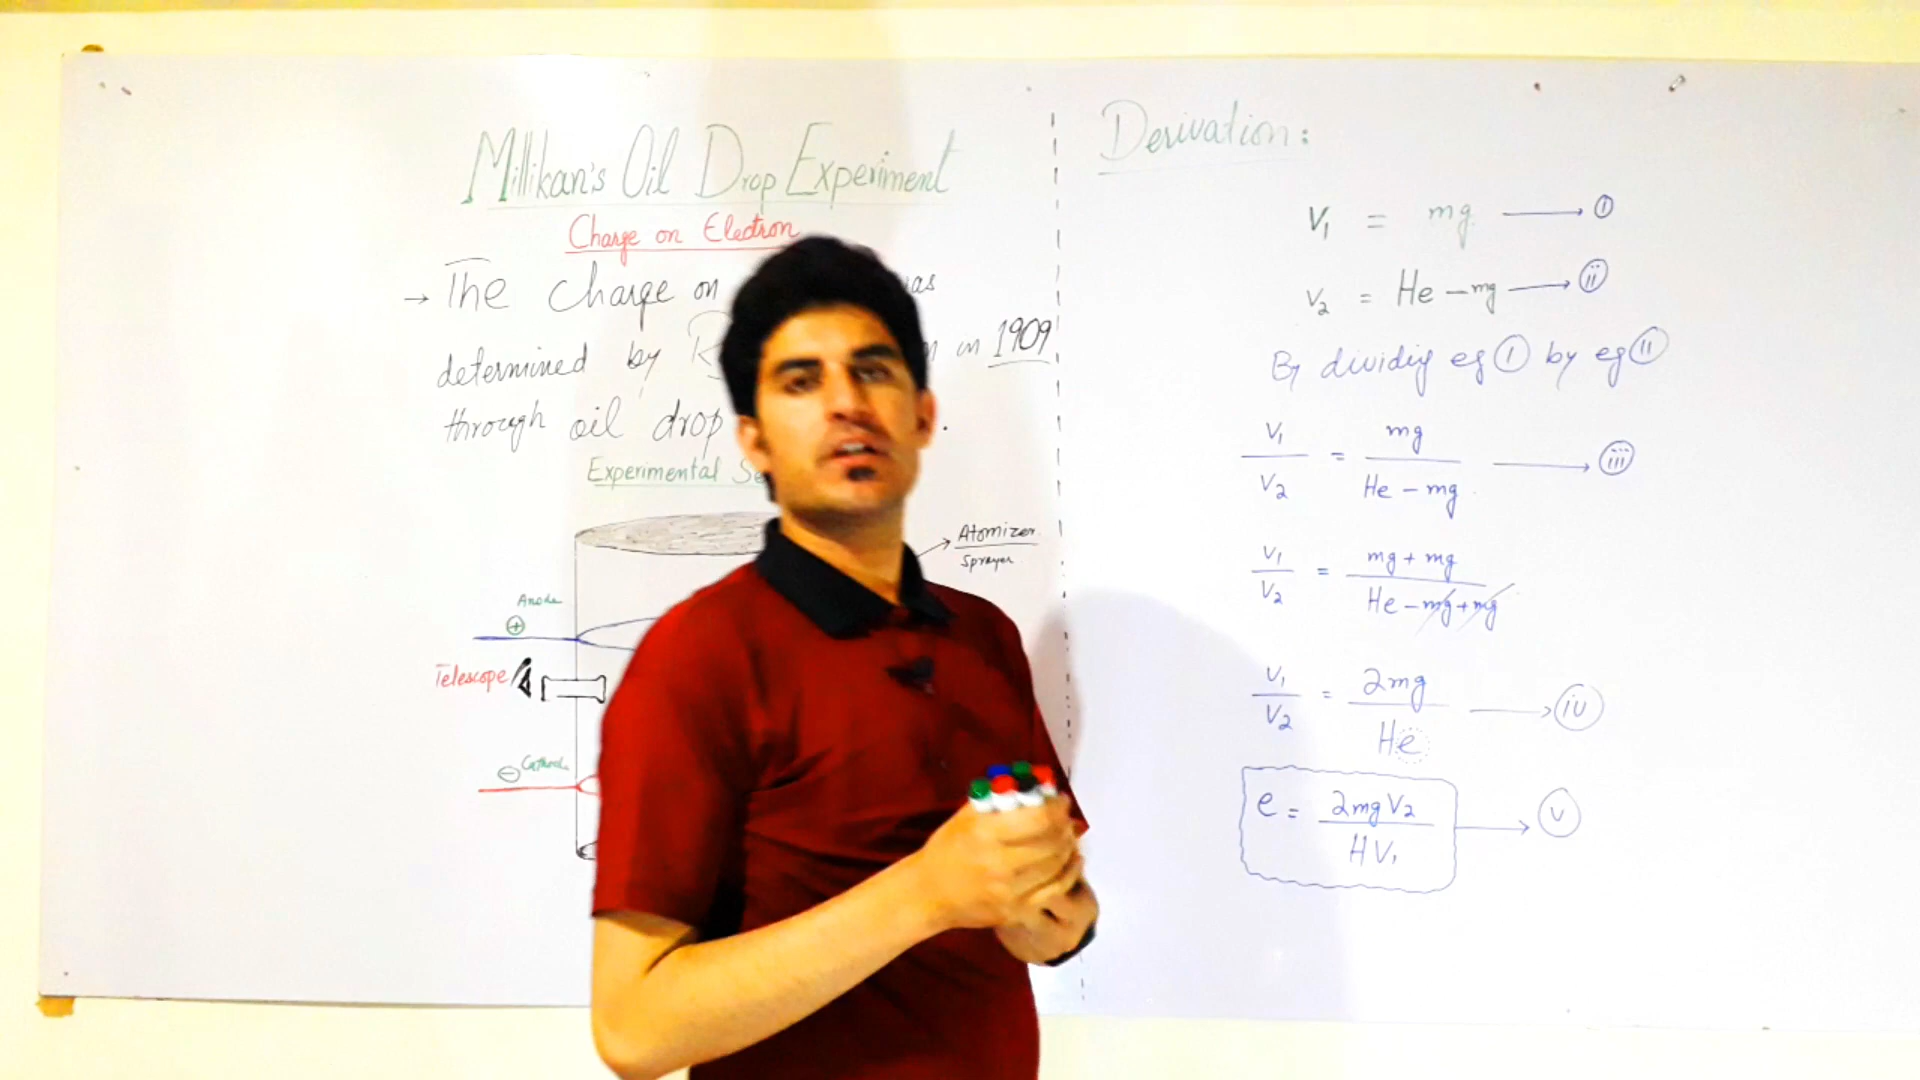 Millikan's Oil Drop Experiment
Charge on Electron
→ The charge on
determined by in 1909
through oil drop .
Experimental
Atomizer
Sprayer
Anode
+
Telescope
Cathode
−
Derivation:
V₁ = mg → (i)
V₂ = He − mg → (ii)
By dividig eq (i) by eq (ii)
V₁/V₂ = mg/(He − mg) → (iii)
V₁/V₂ = (mg + mg)/(He − mg + mg)
V₁/V₂ = 2mg/He → (iv)
e = 2mgV₂/HV₁ → (v)